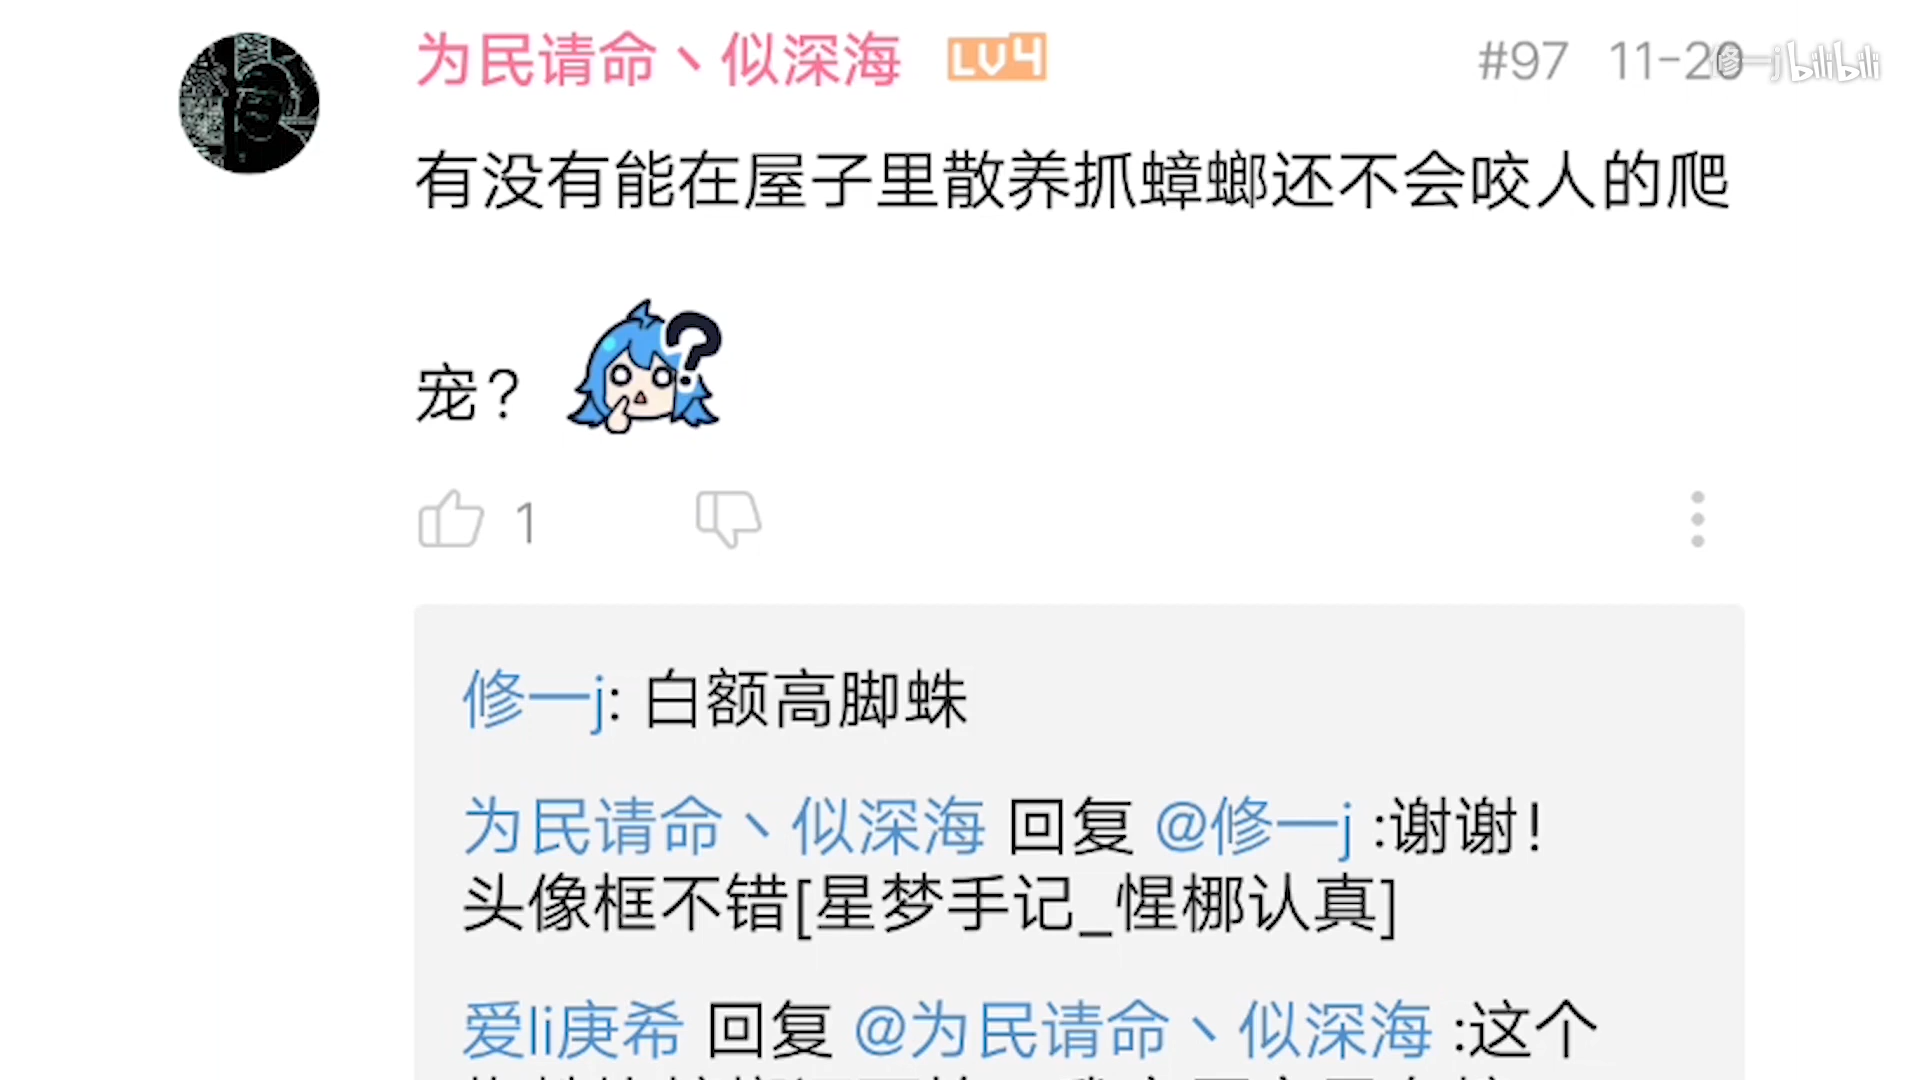 为民请命丶似深海 LV4 #97 11-20 修一j bilibili
有没有能在屋子里散养抓蟑螂还不会咬人的爬
宠？
1
修一j: 白额高脚蛛
为民请命丶似深海 回复 @修一j :谢谢!
头像框不错[星梦手记_惺梛认真]
爱li庚希 回复 @为民请命丶似深海 :这个